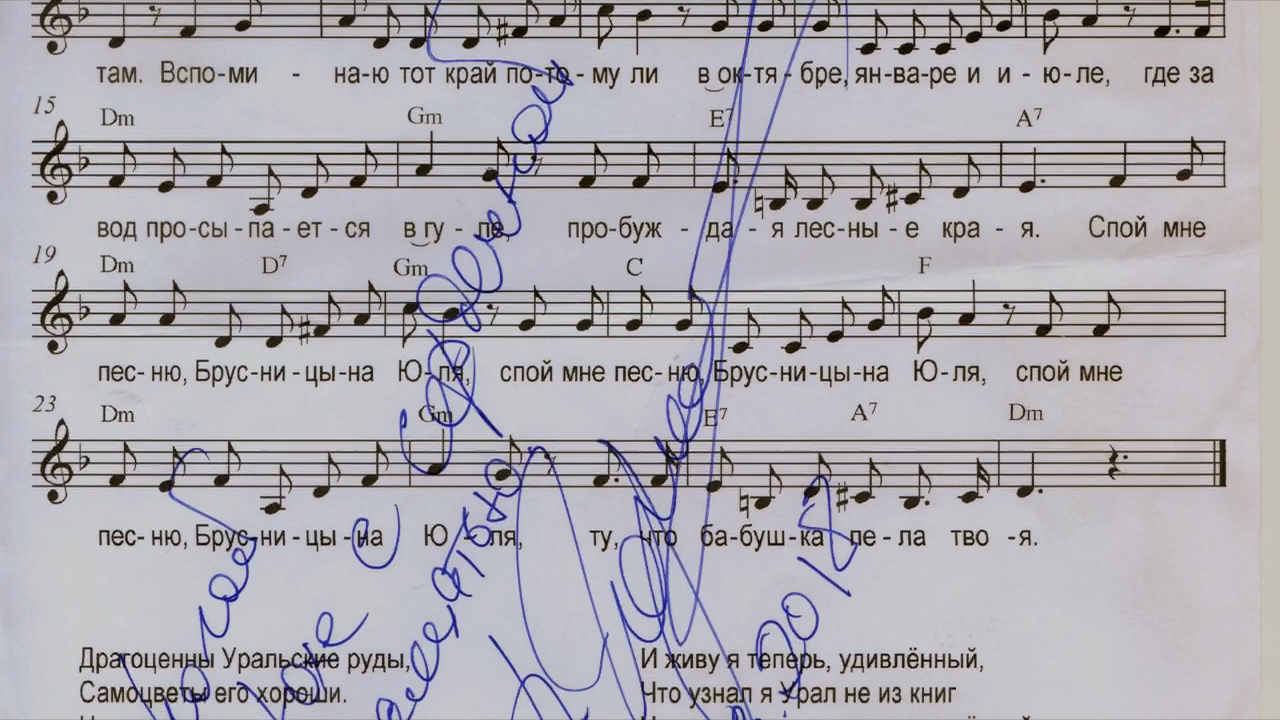 там. Вспо-ми - на-ю тот край по-то-му ли в ок-тя-бре, ян-ва-ре и и-ю-ле, где за
15 Dm Gm E7 A7
вод про-сы-па-ет-ся в гу-ле, про-буж-да-я лес-ны-е кра-я. Спой мне
19 Dm D7 Gm C F
пес-ню, Брус-ни-цы-на Ю-ля, спой мне пес-ню, Брус-ни-цы-на Ю-ля, спой мне
23 Dm Gm E7 A7 Dm
пес-ню, Брус-ни-цы-на Ю-ля, ту, что ба-буш-ка пе-ла тво-я.
Драгоценны Уральские руды,
Самоцветы его хороши.
И живу я теперь, удивлённый,
Что узнал я Урал не из книг
2018